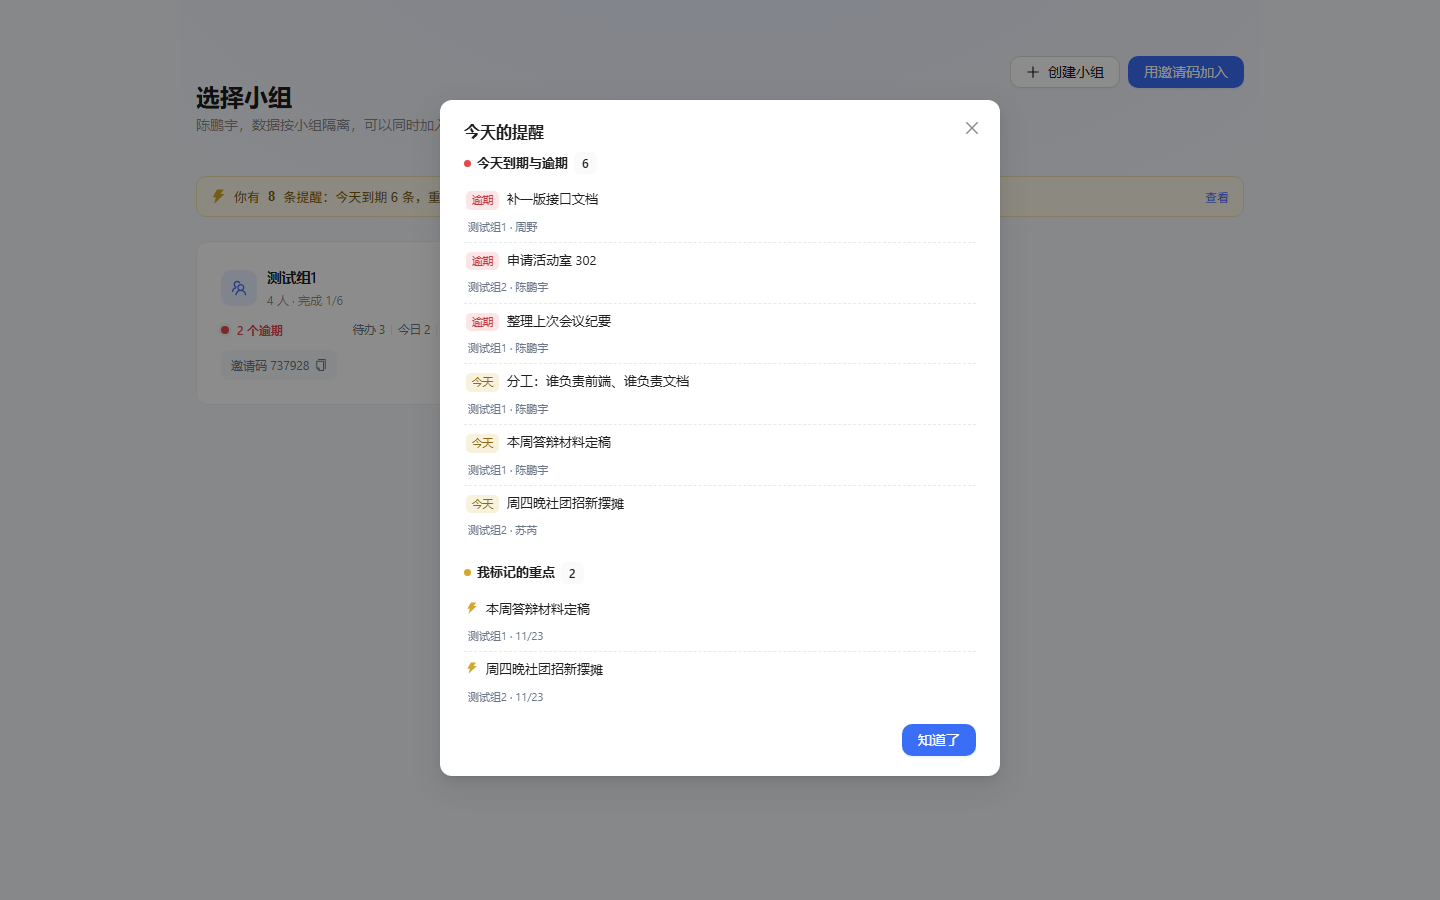 创建小组
用邀请码加入
选择小组
陈鹏宇，数据按小组隔离，可以同时加
你有 8 条提醒：今天到期 6 条，重
查看
测试组1
4 人 · 完成 1/6
2 个逾期
待办 3 | 今日 2
邀请码 737928
今天的提醒
今天到期与逾期 6
逾期 补一版接口文档
测试组1 · 周野
逾期 申请活动室 302
测试组2 · 陈鹏宇
逾期 整理上次会议纪要
测试组1 · 陈鹏宇
今天 分工：谁负责前端、谁负责文档
测试组1 · 陈鹏宇
今天 本周答辩材料定稿
测试组1 · 陈鹏宇
今天 周四晚社团招新摆摊
测试组2 · 苏芮
我标记的重点 2
本周答辩材料定稿
测试组1 · 11/23
周四晚社团招新摆摊
测试组2 · 11/23
知道了